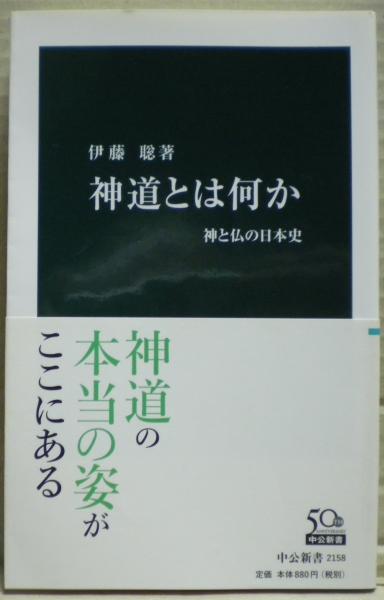 伊藤 聡著
神道とは何か
神と仏の日本史
神道の
本当の姿が
ここにある
50TH
ANNIVERSARY
中公新書
中公新書 2158
定価 本体880円(税別)